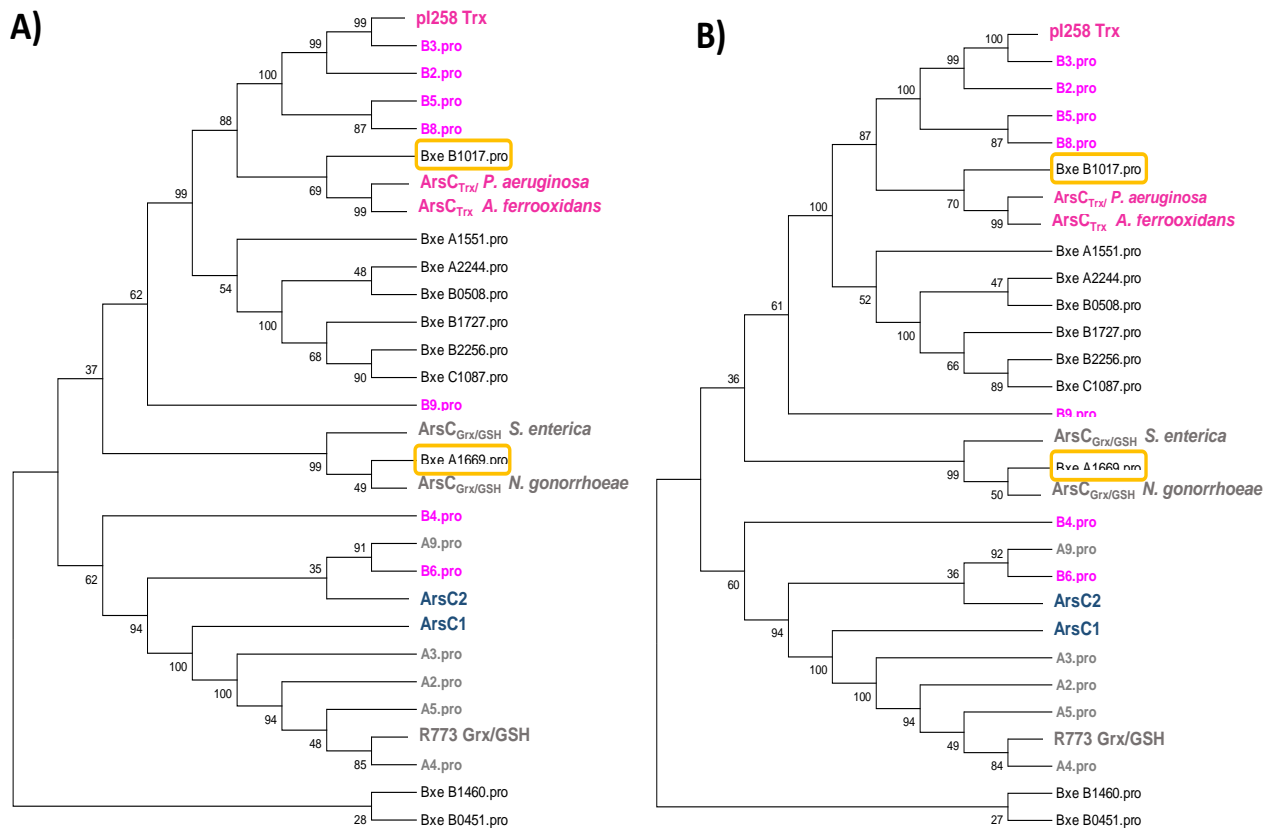 A)
pI258 Trx
99
B3.pro
99
B2.pro
100
B5.pro
88
87
B8.pro
Bxe B1017.pro
69
ArsCTrx/ P. aeruginosa
99
99
ArsCTrx A. ferrooxidans
Bxe A1551.pro
48
Bxe A2244.pro
54
Bxe B0508.pro
62
100
Bxe B1727.pro
68
Bxe B2256.pro
37
90
Bxe C1087.pro
B9.pro
ArsCGrx/GSH S. enterica
99
Bxe A1669.pro
49
ArsCGrx/GSH N. gonorrhoeae
B4.pro
91
A9.pro
62
35
B6.pro
ArsC2
94
ArsC1
100
A3.pro
100
A2.pro
94
A5.pro
48
R773 Grx/GSH
85
A4.pro
Bxe B1460.pro
28
Bxe B0451.pro
B)
pI258 Trx
100
B3.pro
99
B2.pro
100
B5.pro
87
87
B8.pro
Bxe B1017.pro
70
ArsCTrx/ P. aeruginosa
100
99
ArsCTrx A. ferrooxidans
Bxe A1551.pro
47
Bxe A2244.pro
52
Bxe B0508.pro
61
100
Bxe B1727.pro
66
Bxe B2256.pro
36
89
Bxe C1087.pro
B9.pro
ArsCGrx/GSH S. enterica
99
Bxe A1669.pro
50
ArsCGrx/GSH N. gonorrhoeae
B4.pro
92
A9.pro
60
36
B6.pro
ArsC2
94
ArsC1
100
A3.pro
100
A2.pro
94
A5.pro
49
R773 Grx/GSH
84
A4.pro
Bxe B1460.pro
27
Bxe B0451.pro